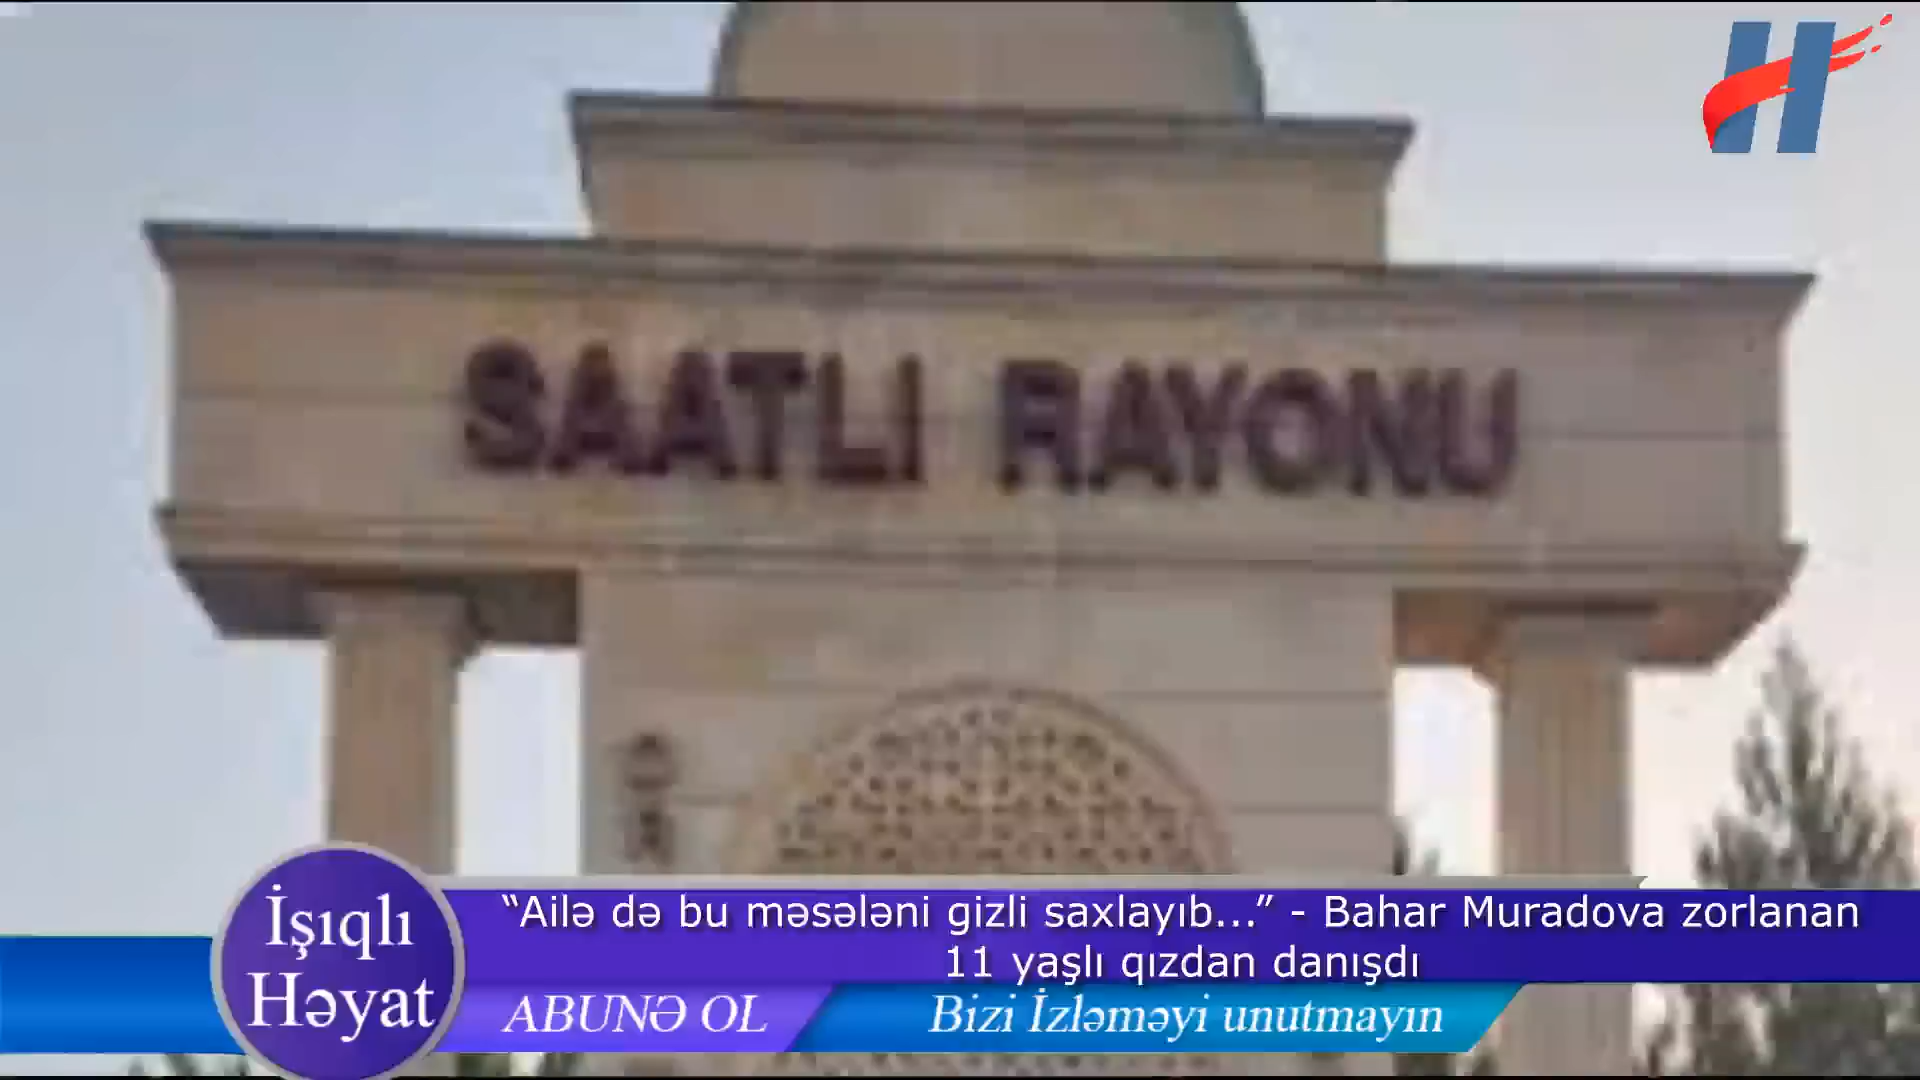 SAATLI RAYONU
“Ailə də bu məsələni gizli saxlayıb...” - Bahar Muradova zorlanan
11 yaşlı qızdan danışdı
İşıqlı
Həyat
ABUNƏ OL
Bizi İzləməyi unutmayın